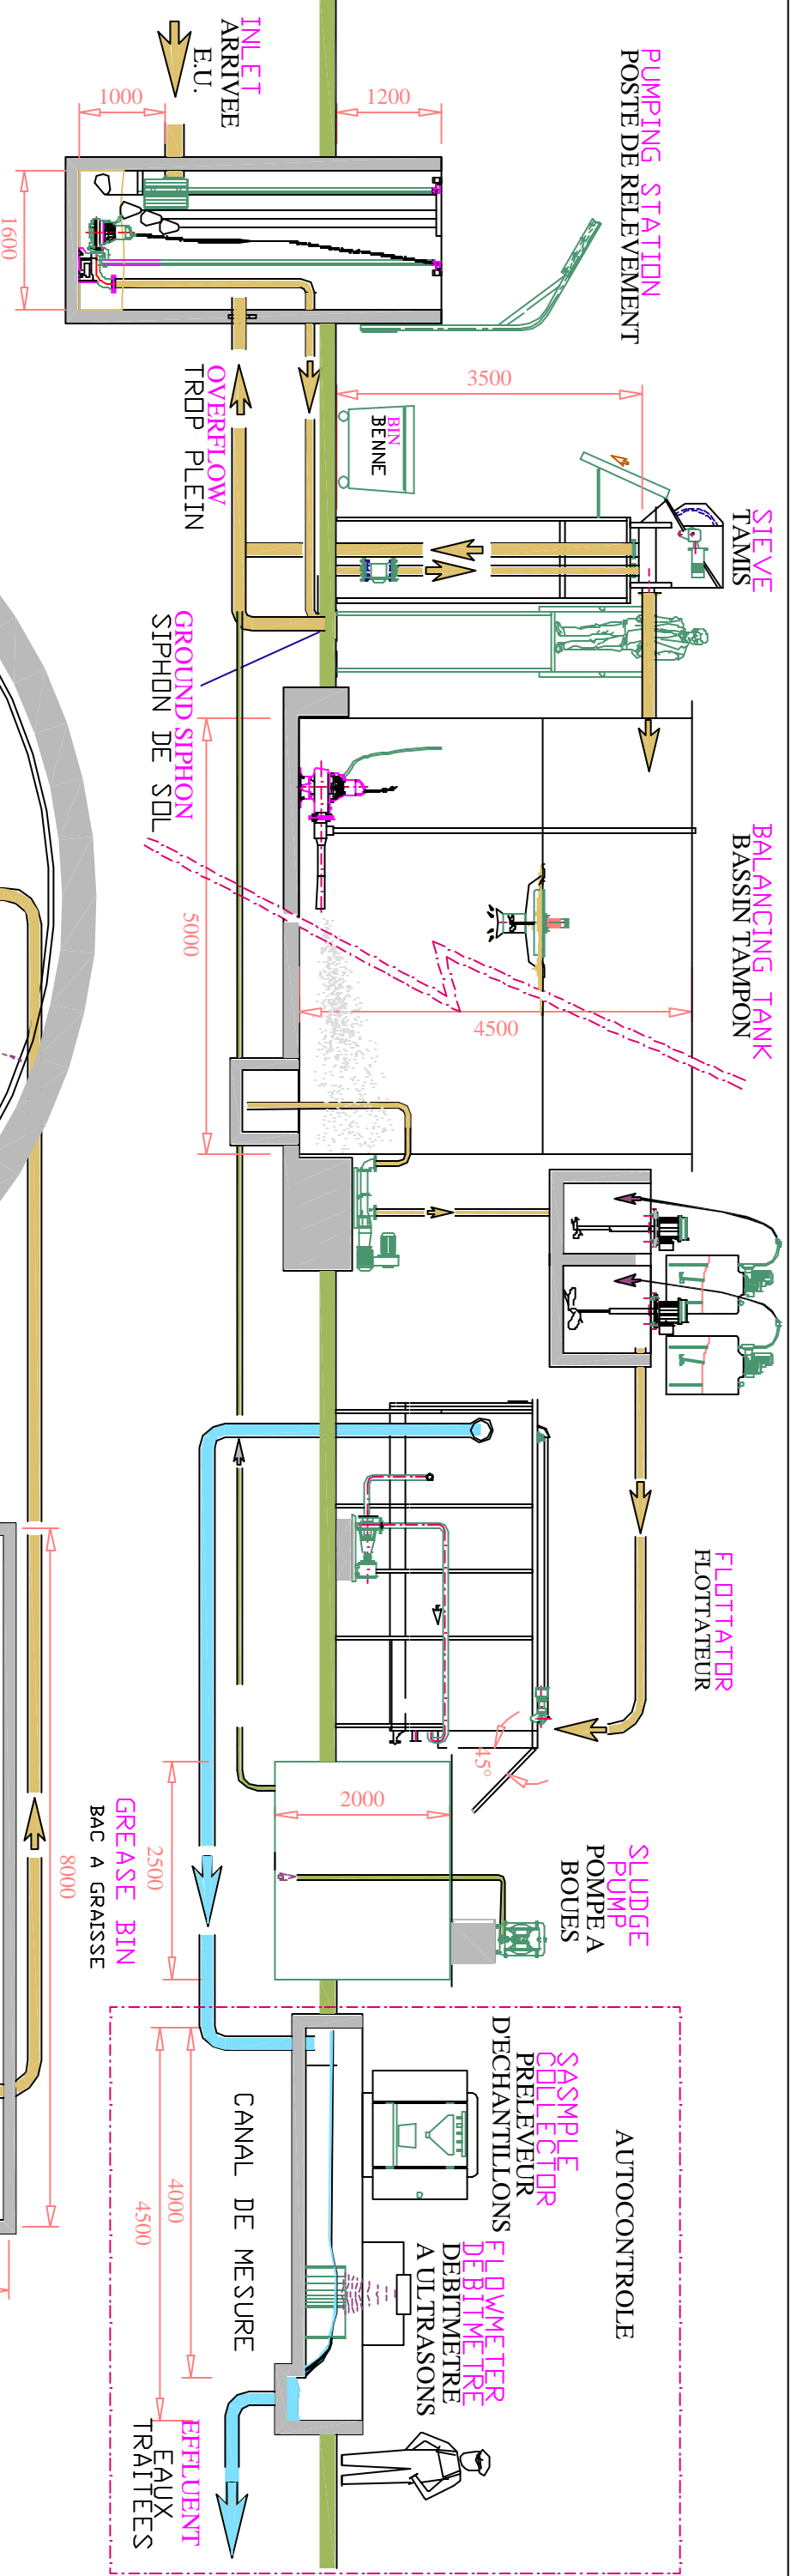 INLET
ARRIVEE
E.U.
1000
1200
1600
PUMPING STATION
POSTE DE RELEVEMENT
OVERFLOW
TROP PLEIN
3500
BIN
BENNE
SIEVE
TAMIS
GROUND SIPHON
SIPHON DE SOL
BALANCING TANK
BASSIN TAMPON
5000
4500
FLOTTATOR
FLOTTATEUR
45°
GREASE BIN
BAC A GRAISSE
2500
2000
8000
SLUDGE
PUMP
POMPE A
BOUES
AUTOCONTROLE
SASMPLE
COLLECTOR
PRELEVEUR
D'ECHANTILLONS
FLOWMETER
DEBITMETRE
DEBITMETRE
A ULTRASONS
CANAL DE MESURE
4000
4500
EFFLUENT
EAUX
TRAITEES